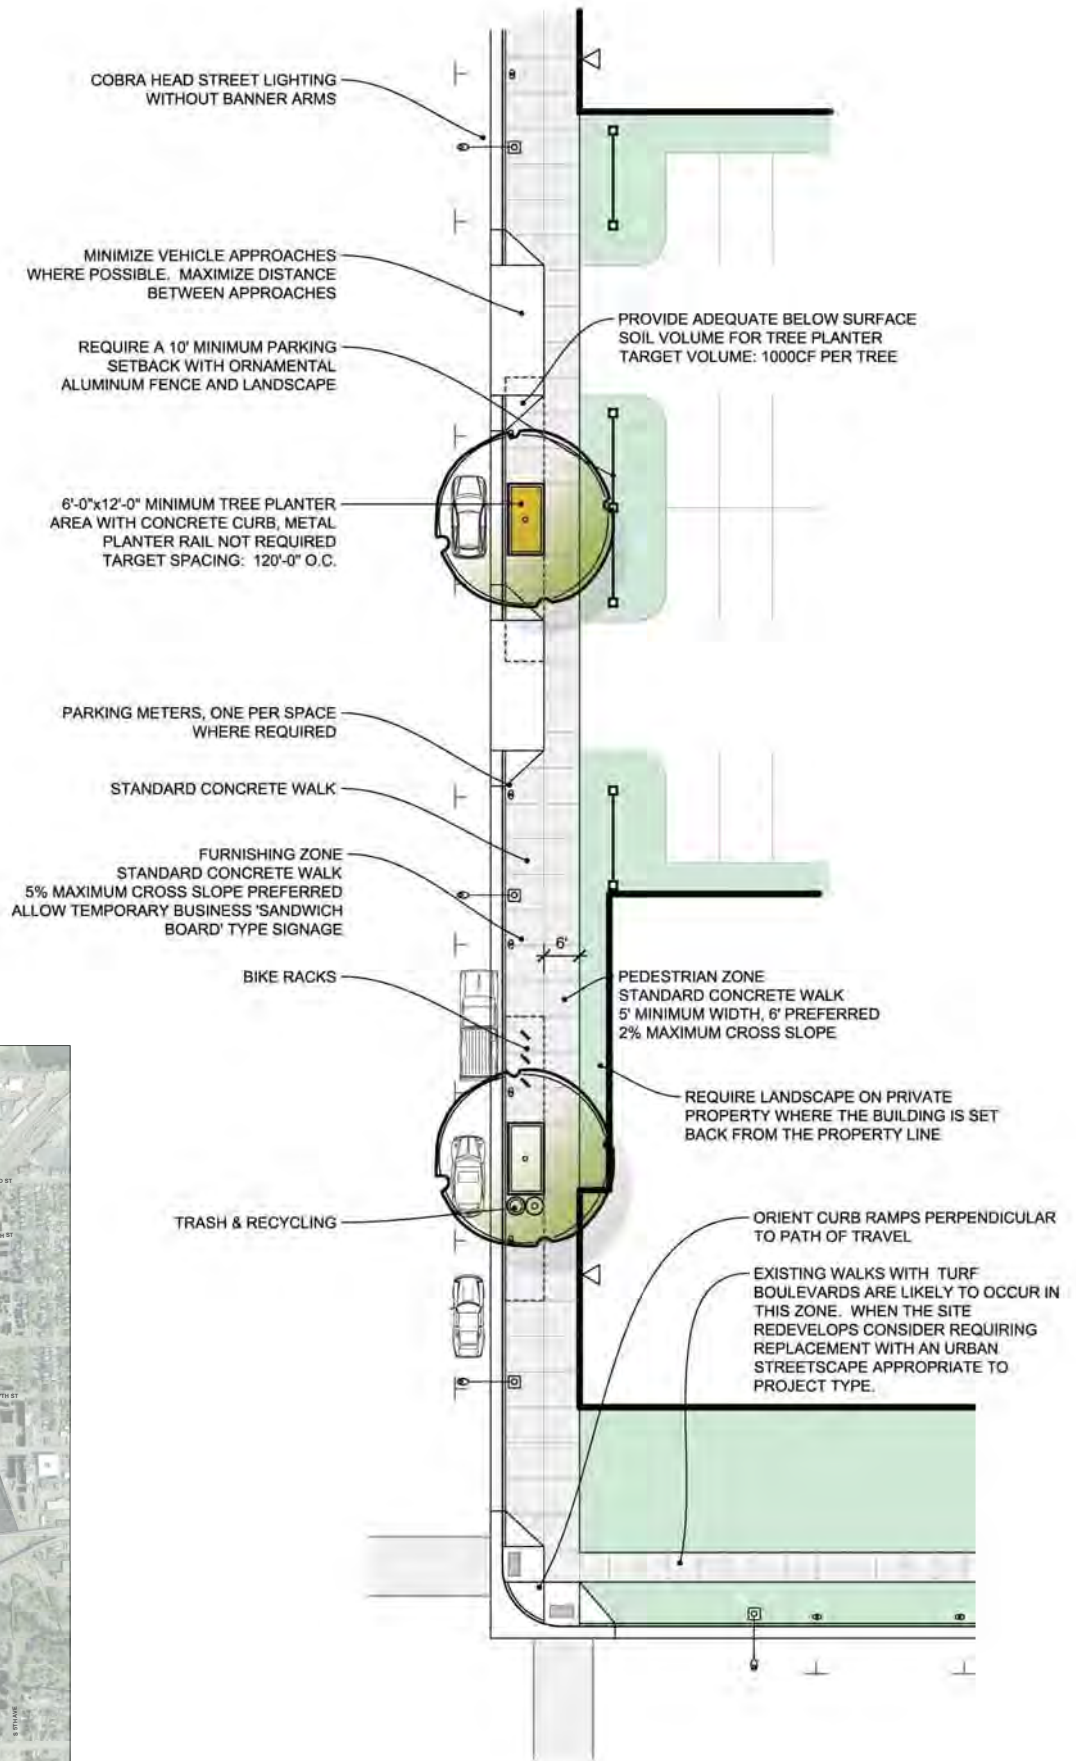 COBRA HEAD STREET LIGHTING
WITHOUT BANNER ARMS
MINIMIZE VEHICLE APPROACHES
WHERE POSSIBLE. MAXIMIZE DISTANCE
BETWEEN APPROACHES
PROVIDE ADEQUATE BELOW SURFACE
SOIL VOLUME FOR TREE PLANTER
TARGET VOLUME: 1000CF PER TREE
REQUIRE A 10' MINIMUM PARKING
SETBACK WITH ORNAMENTAL
ALUMINUM FENCE AND LANDSCAPE
6'-0"x12'-0" MINIMUM TREE PLANTER
AREA WITH CONCRETE CURB, METAL
PLANTER RAIL NOT REQUIRED
TARGET SPACING: 120'-0" O.C.
PARKING METERS, ONE PER SPACE
WHERE REQUIRED
STANDARD CONCRETE WALK
FURNISHING ZONE
STANDARD CONCRETE WALK
5% MAXIMUM CROSS SLOPE PREFERRED
ALLOW TEMPORARY BUSINESS 'SANDWICH
BOARD' TYPE SIGNAGE
6'
BIKE RACKS
PEDESTRIAN ZONE
STANDARD CONCRETE WALK
5' MINIMUM WIDTH, 6' PREFERRED
2% MAXIMUM CROSS SLOPE
REQUIRE LANDSCAPE ON PRIVATE
PROPERTY WHERE THE BUILDING IS SET
BACK FROM THE PROPERTY LINE
TRASH & RECYCLING
ORIENT CURB RAMPS PERPENDICULAR
TO PATH OF TRAVEL
EXISTING WALKS WITH TURF
BOULEVARDS ARE LIKELY TO OCCUR IN
THIS ZONE. WHEN THE SITE
REDEVELOPS CONSIDER REQUIRING
REPLACEMENT WITH AN URBAN
STREETSCAPE APPROPRIATE TO
PROJECT TYPE.
S 5TH AVE